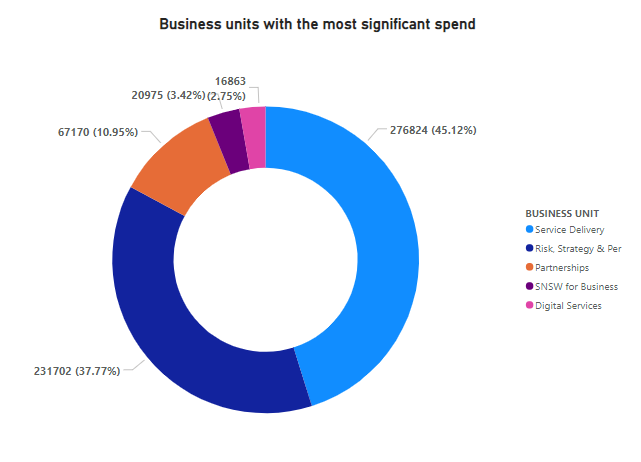 Business units with the most significant spend
16863
(2.75%)
20975 (3.42%)
67170 (10.95%)
276824 (45.12%)
231702 (37.77%)
BUSINESS UNIT
Service Delivery
Risk, Strategy & Per
Partnerships
SNSW for Business
Digital Services